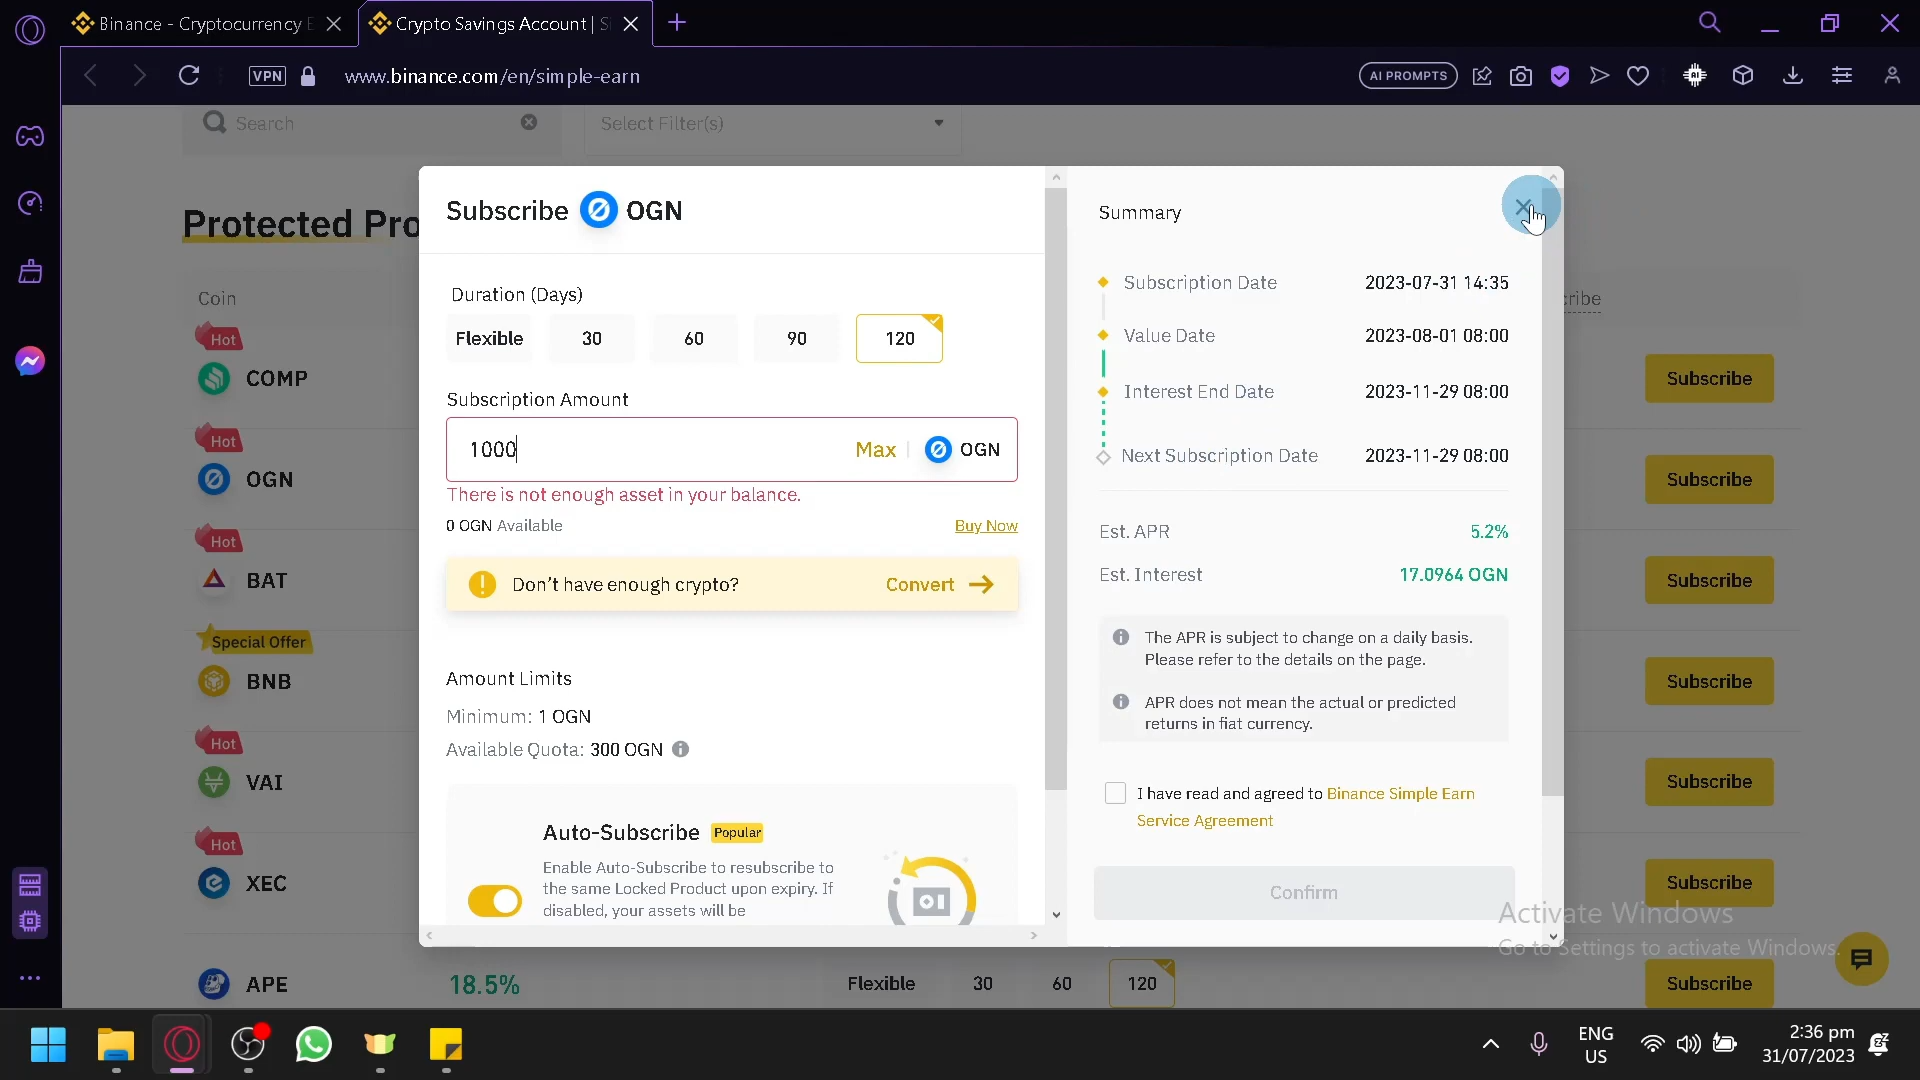 Binance - Cryptocurrency E
Crypto Savings Account | S
VPN
www.binance.com/en/simple-earn
AI PROMPTS
Search
Select Filter(s)
Protected Pro
Coin
cribe
Hot
COMP
Subscribe
Hot
OGN
Subscribe
Hot
BAT
Subscribe
Special Offer
BNB
Subscribe
Hot
VAI
Subscribe
Hot
XEC
Subscribe
APE
18.5%
Flexible
30
60
120
Subscribe
Subscribe OGN
Duration (Days)
Flexible
30
60
90
120
Subscription Amount
1000
Max
OGN
There is not enough asset in your balance.
0 OGN Available
Buy Now
Don't have enough crypto?
Convert
Amount Limits
Minimum: 1 OGN
Available Quota: 300 OGN
Auto-Subscribe Popular
Enable Auto-Subscribe to resubscribe to
the same Locked Product upon expiry. If
disabled, your assets will be
Summary
Subscription Date 2023-07-31 14:35
Value Date 2023-08-01 08:00
Interest End Date 2023-11-29 08:00
Next Subscription Date 2023-11-29 08:00
Est. APR 5.2%
Est. Interest 17.0964 OGN
The APR is subject to change on a daily basis.
Please refer to the details on the page.
APR does not mean the actual or predicted
returns in fiat currency.
I have read and agreed to Binance Simple Earn
Service Agreement
Confirm
Activate Windows
Go to Settings to activate Windows.
ENG
US
2:36 pm
31/07/2023